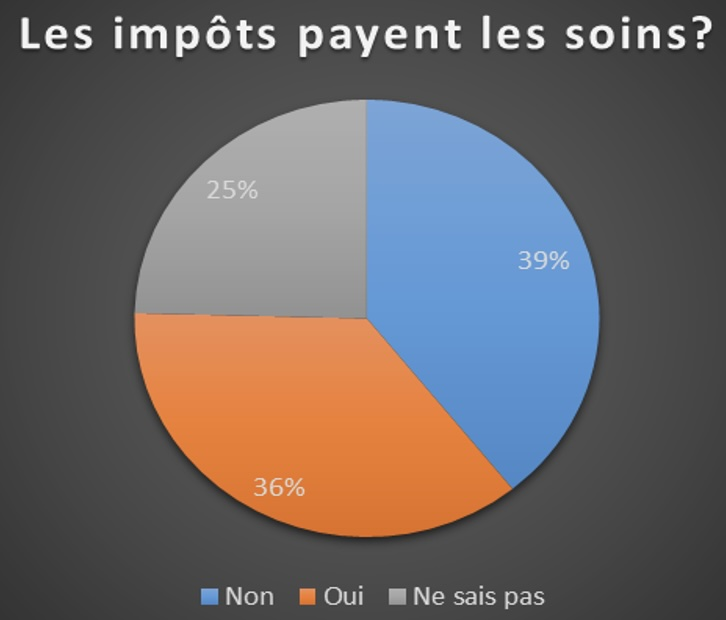 Les impôts payent les soins?
25%
39%
36%
Non Oui Ne sais pas